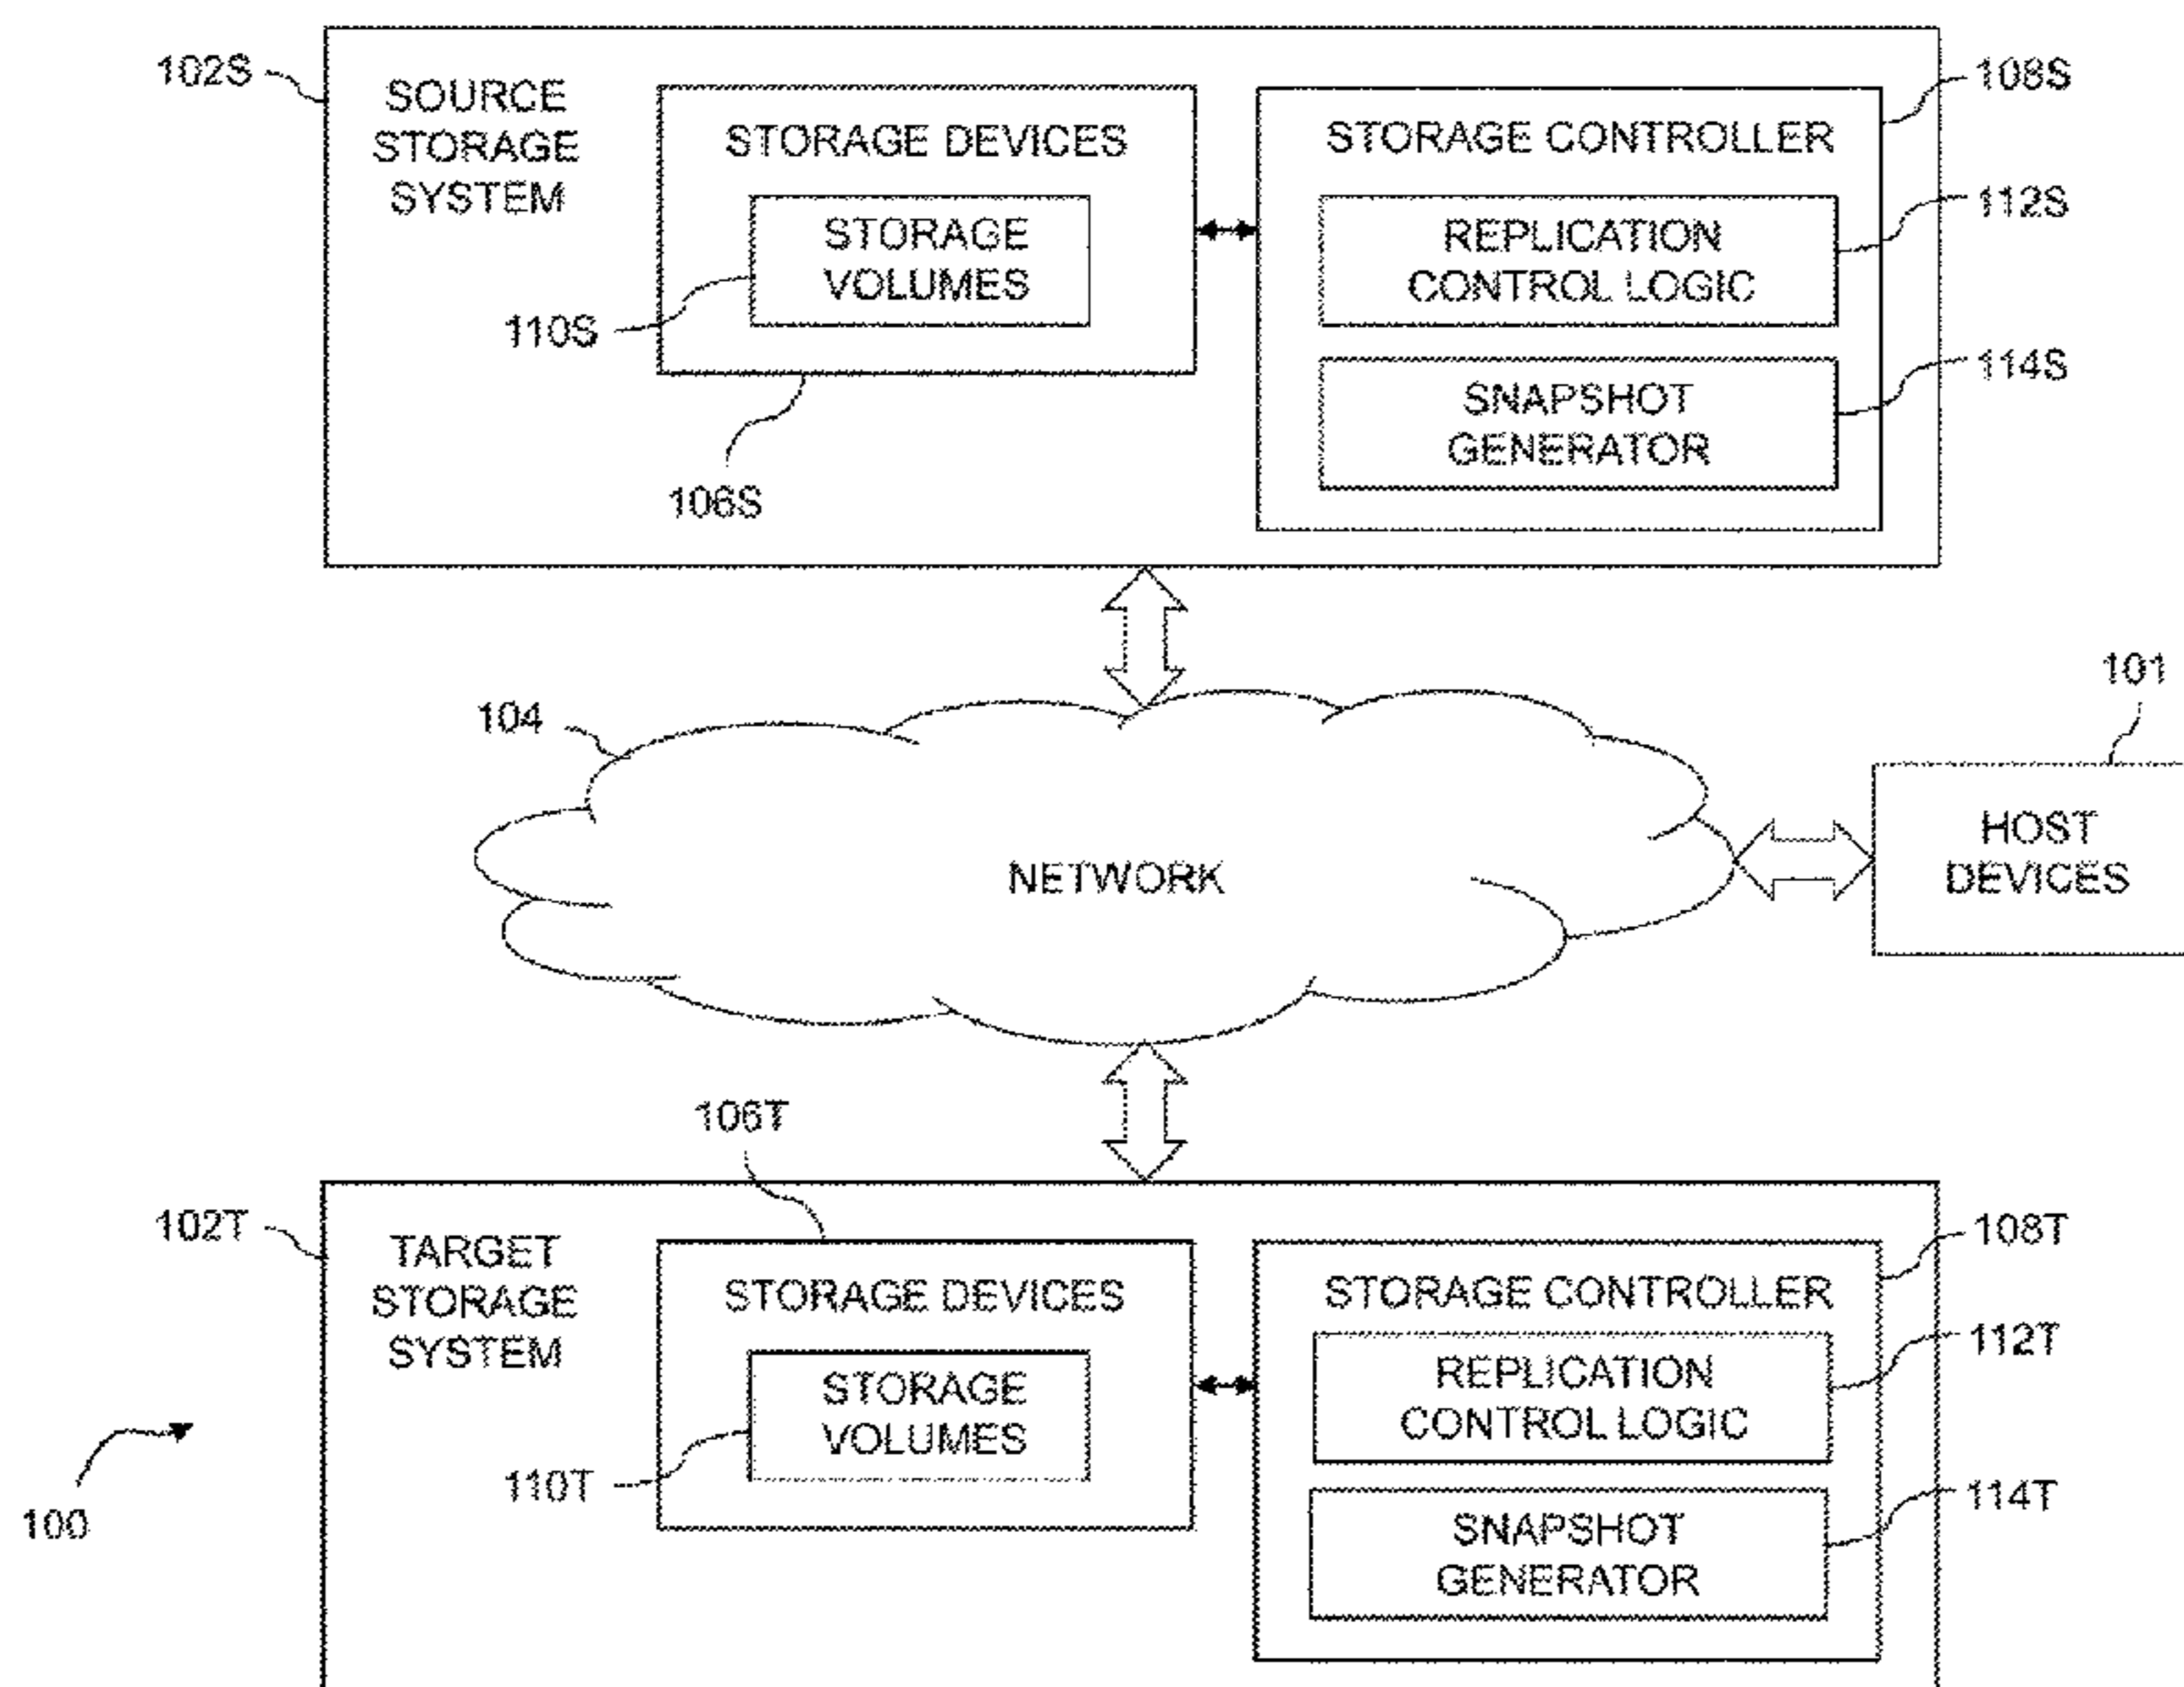 102S
SOURCE
STORAGE
SYSTEM
STORAGE DEVICES
STORAGE
VOLUMES
110S
106S
STORAGE CONTROLLER
108S
REPLICATION
CONTROL LOGIC
112S
SNAPSHOT
GENERATOR
114S
104
NETWORK
101
HOST
DEVICES
106T
102T
TARGET
STORAGE
SYSTEM
STORAGE DEVICES
STORAGE
VOLUMES
110T
STORAGE CONTROLLER
108T
REPLICATION
CONTROL LOGIC
112T
SNAPSHOT
GENERATOR
114T
100